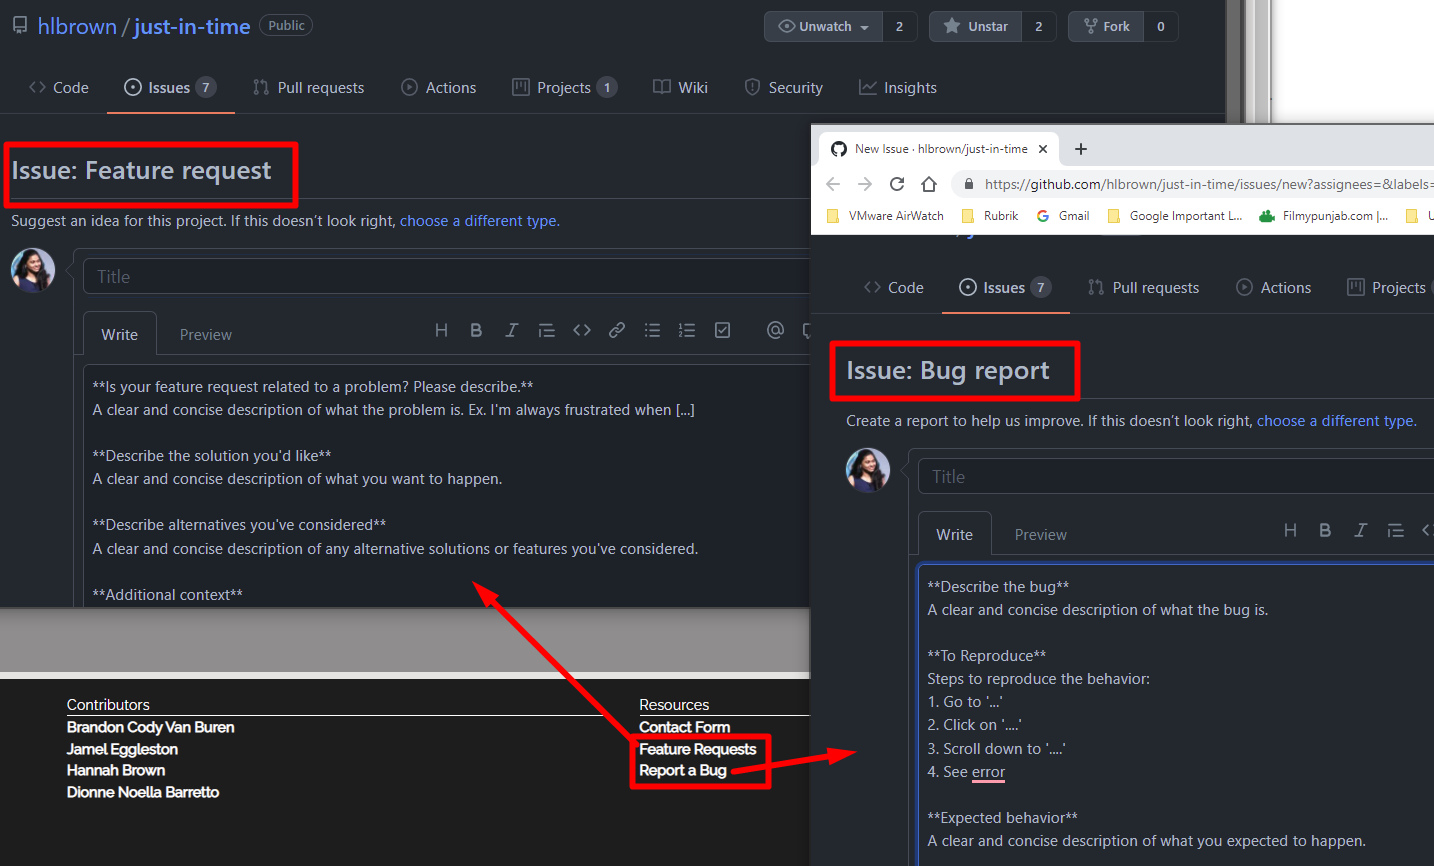 hlbrown / just-in-time Public
Unwatch 2 Unstar 2 Fork 0
Code Issues 7 Pull requests Actions Projects 1 Wiki Security Insights
Issue: Feature request
Suggest an idea for this project. If this doesn’t look right, choose a different type.
Title
Write Preview
**Is your feature request related to a problem? Please describe.**
A clear and concise description of what the problem is. Ex. I'm always frustrated when [...]
**Describe the solution you'd like**
A clear and concise description of what you want to happen.
**Describe alternatives you've considered**
A clear and concise description of any alternative solutions or features you've considered.
**Additional context**
Contributors
Brandon Cody Van Buren
Jamel Eggleston
Hannah Brown
Dionne Noella Barretto
Resources
Contact Form
Feature Requests
Report a Bug
New Issue · hlbrown/just-in-time
https://github.com/hlbrown/just-in-time/issues/new?assignees=&labels=
VMware AirWatch Rubrik Gmail Google Important L... Filmypunjab.com |...
Code Issues 7 Pull requests Actions Projects
Issue: Bug report
Create a report to help us improve. If this doesn’t look right, choose a different type.
Title
Write Preview
**Describe the bug**
A clear and concise description of what the bug is.
**To Reproduce**
Steps to reproduce the behavior:
1. Go to '...'
2. Click on '....'
3. Scroll down to '....'
4. See error
**Expected behavior**
A clear and concise description of what you expected to happen.